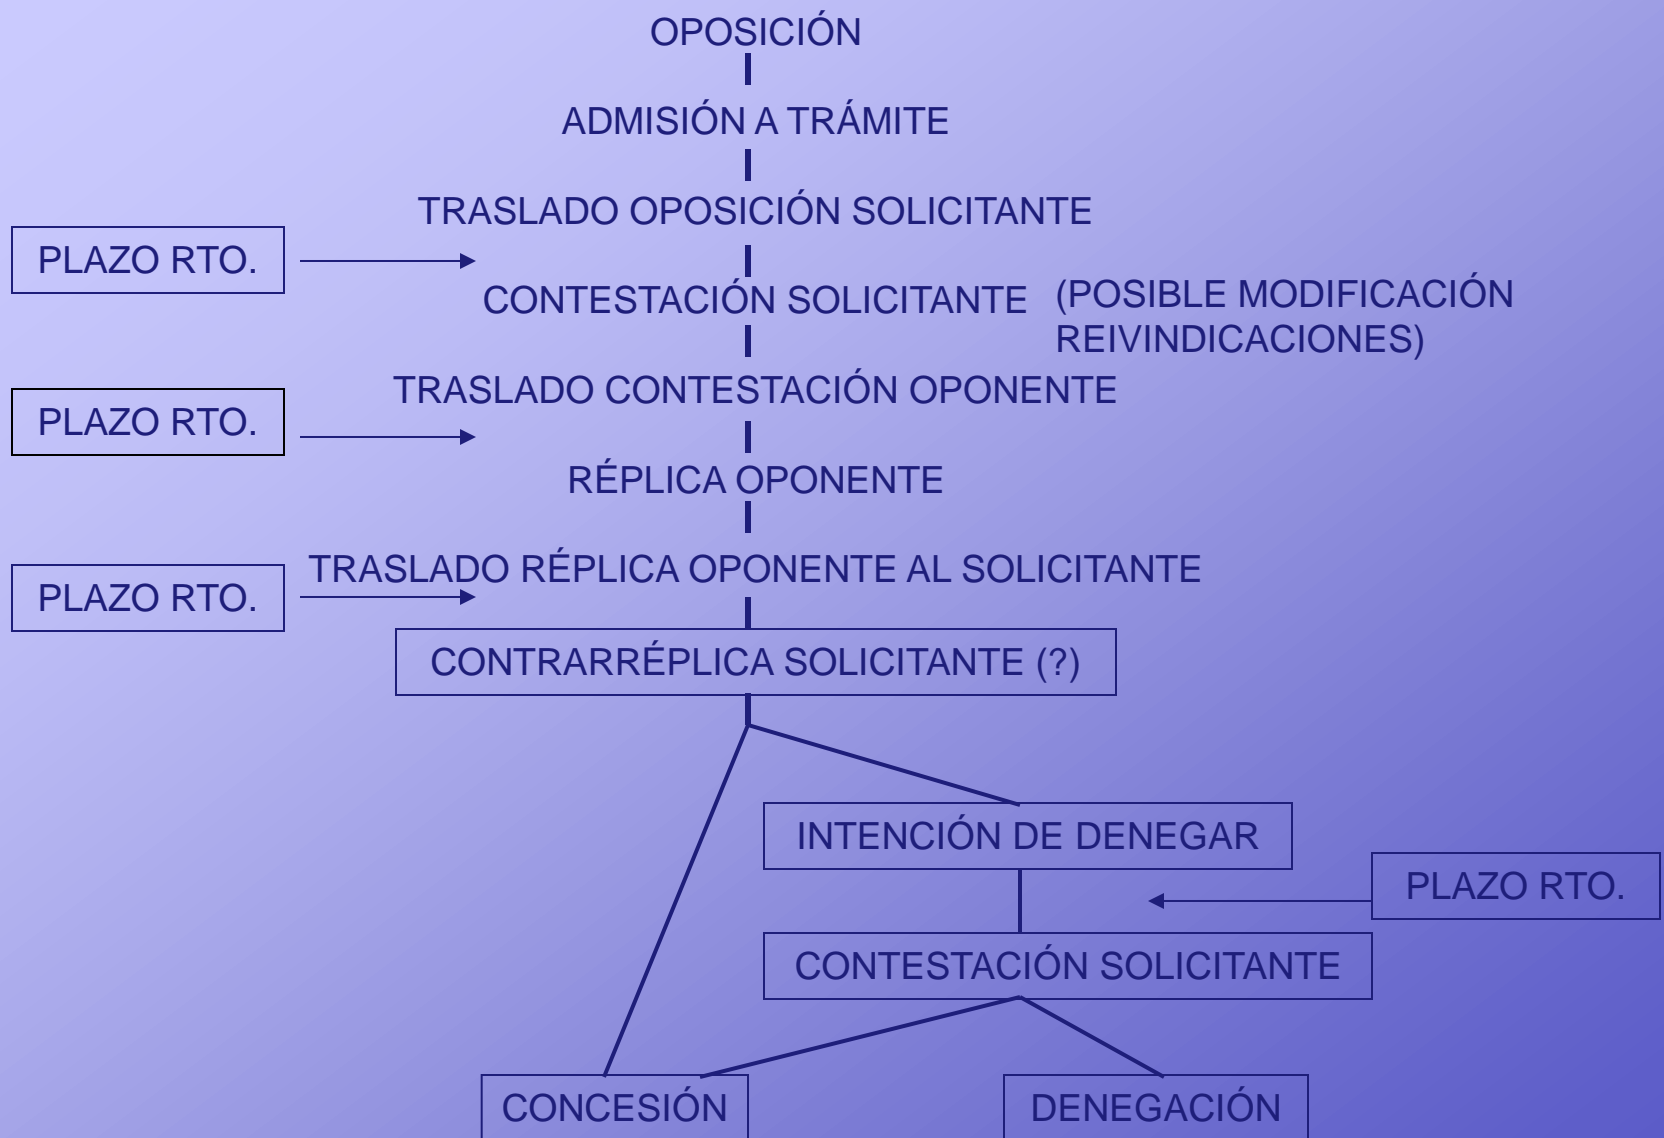 OPOSICIÓN
ADMISIÓN A TRÁMITE
TRASLADO OPOSICIÓN SOLICITANTE
PLAZO RTO.
CONTESTACIÓN SOLICITANTE
(POSIBLE MODIFICACIÓN
REIVINDICACIONES)
TRASLADO CONTESTACIÓN OPONENTE
PLAZO RTO.
RÉPLICA OPONENTE
TRASLADO RÉPLICA OPONENTE AL SOLICITANTE
PLAZO RTO.
CONTRARRÉPLICA SOLICITANTE (?)
INTENCIÓN DE DENEGAR
PLAZO RTO.
CONTESTACIÓN SOLICITANTE
CONCESIÓN
DENEGACIÓN